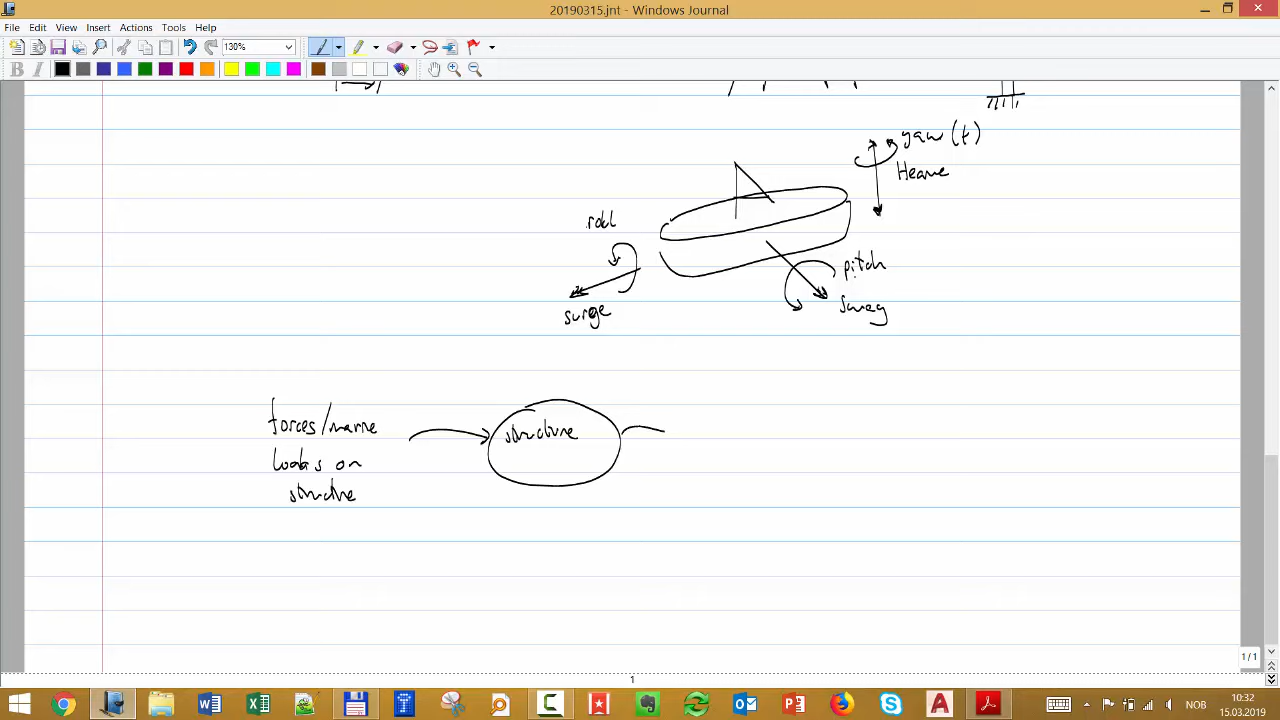 20190315.jnt - Windows Journal
File Edit View Insert Actions Tools Help
130%
B I
yaw (t)
Heave
roll
pitch
surge
sway
forces/marine
loads on
structure
structure
1/1
1
NOB
10:32
15.03.2019